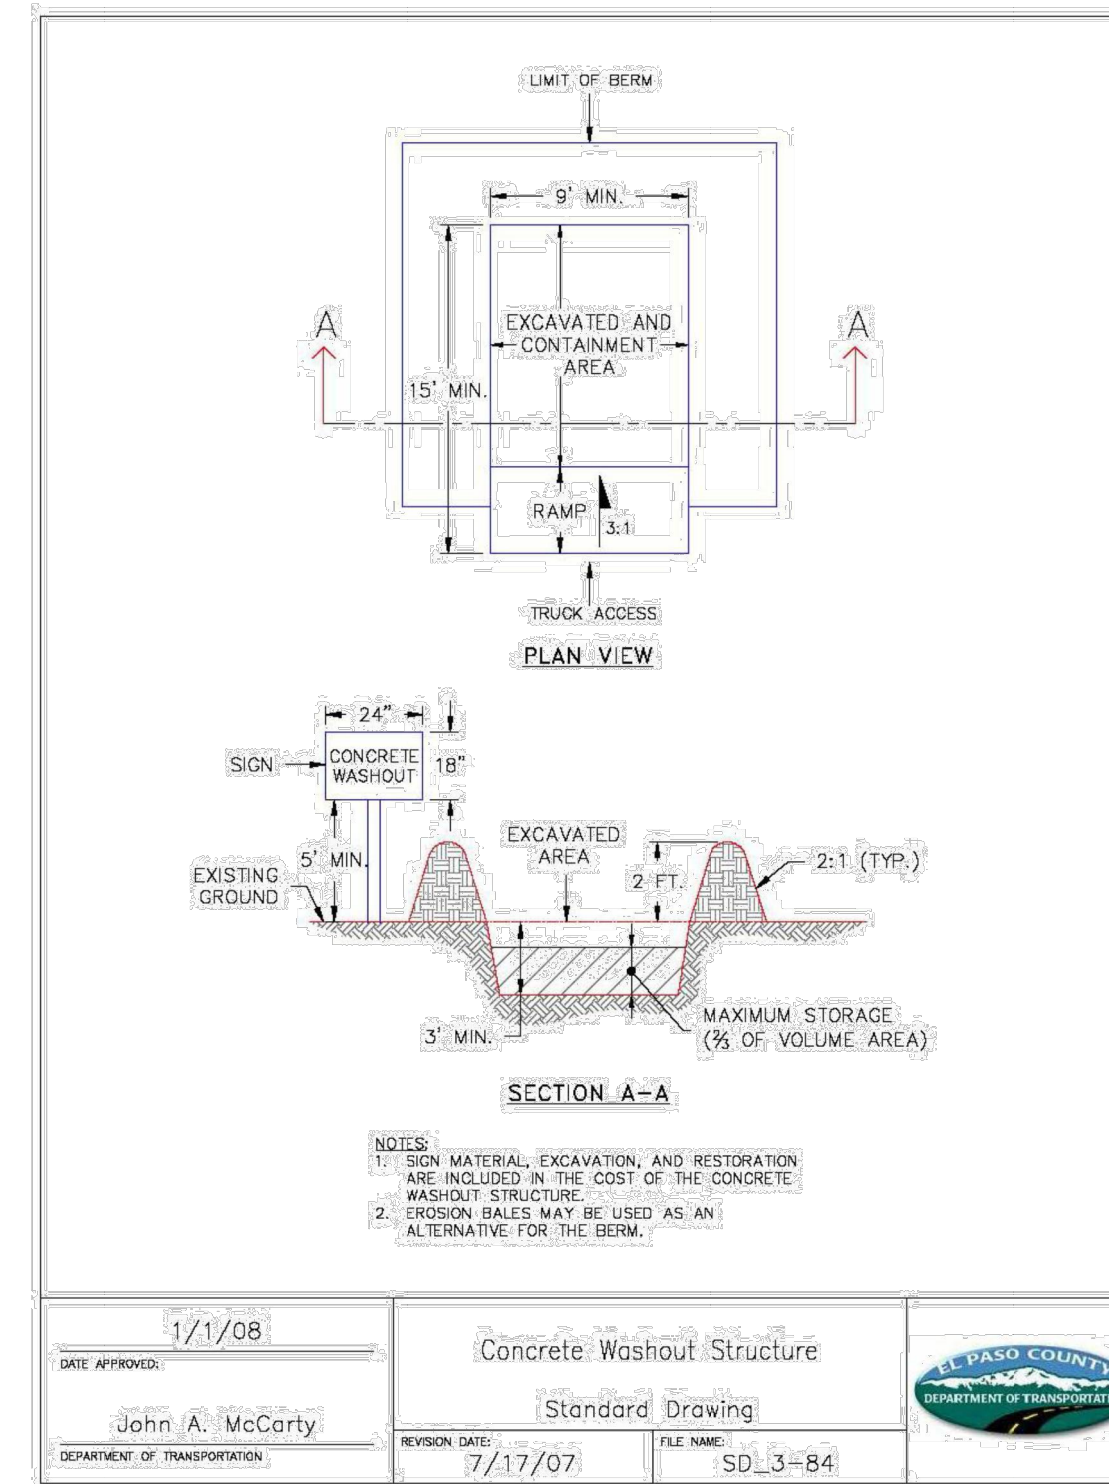 LIMIT OF BERM
9' MIN.
A
A
EXCAVATED AND
CONTAINMENT
AREA
15' MIN.
RAMP
3:1
TRUCK ACCESS
PLAN VIEW
24"
SIGN
CONCRETE
WASHOUT
18"
EXCAVATED
AREA
5' MIN.
2 FT.
2:1 (TYP.)
EXISTING
GROUND
3' MIN.
MAXIMUM STORAGE
(⅔ OF VOLUME AREA)
SECTION A-A
NOTES:
1. SIGN MATERIAL, EXCAVATION, AND RESTORATION
ARE INCLUDED IN THE COST OF THE CONCRETE
WASHOUT STRUCTURE.
2. EROSION BALES MAY BE USED AS AN
ALTERNATIVE FOR THE BERM.
1/1/08
DATE APPROVED:
John A. McCarty
DEPARTMENT OF TRANSPORTATION
Concrete Washout Structure
Standard Drawing
REVISION DATE:
7/17/07
FILE NAME:
SD_3-84
EL PASO COUNTY
DEPARTMENT OF